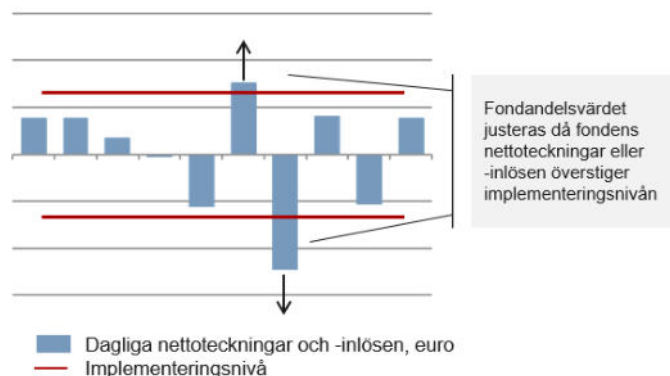 Fondandelsvärdet
justeras då fondens
nettoteckningar eller
-inlösen överstiger
implementeringsnivån
Dagliga nettoteckningar och -inlösen, euro
Implementeringsnivå